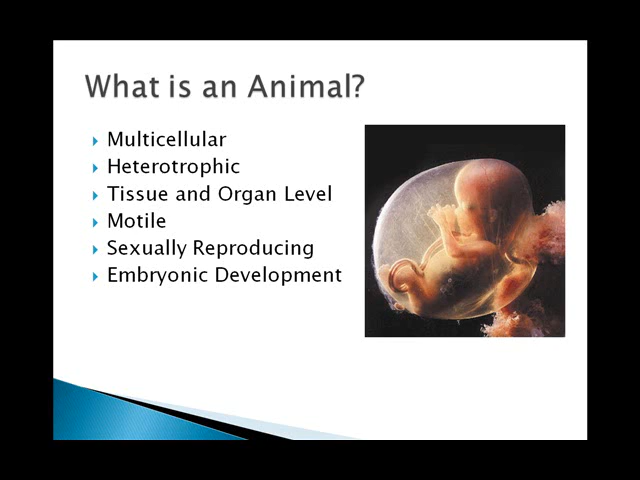 What is an Animal?
Multicellular
Heterotrophic
Tissue and Organ Level
Motile
Sexually Reproducing
Embryonic Development